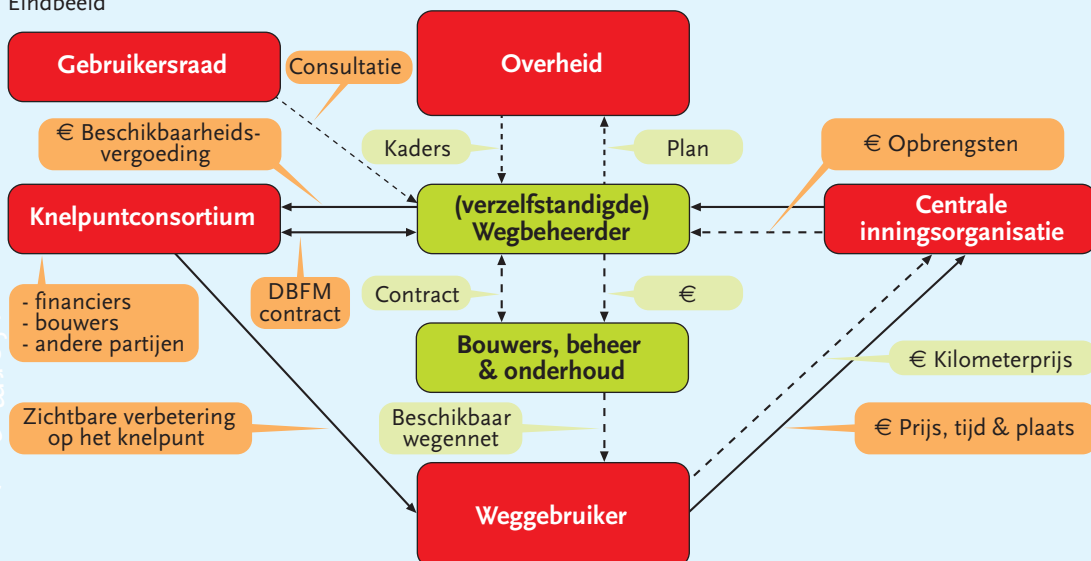 Eindbeeld
Gebruikersraad
Consultatie
Overheid
€ Beschikbaarheids-
vergoeding
Kaders
Plan
€ Opbrengsten
Knelpuntconsortium
(verzelfstandigde)
Wegbeheerder
Centrale
inningsorganisatie
- financiers
- bouwers
- andere partijen
DBFM
contract
Contract
€
Bouwers, beheer
& onderhoud
€ Kilometerprijs
Zichtbare verbetering
op het knelpunt
Beschikbaar
wegennet
€ Prijs, tijd & plaats
Weggebruiker